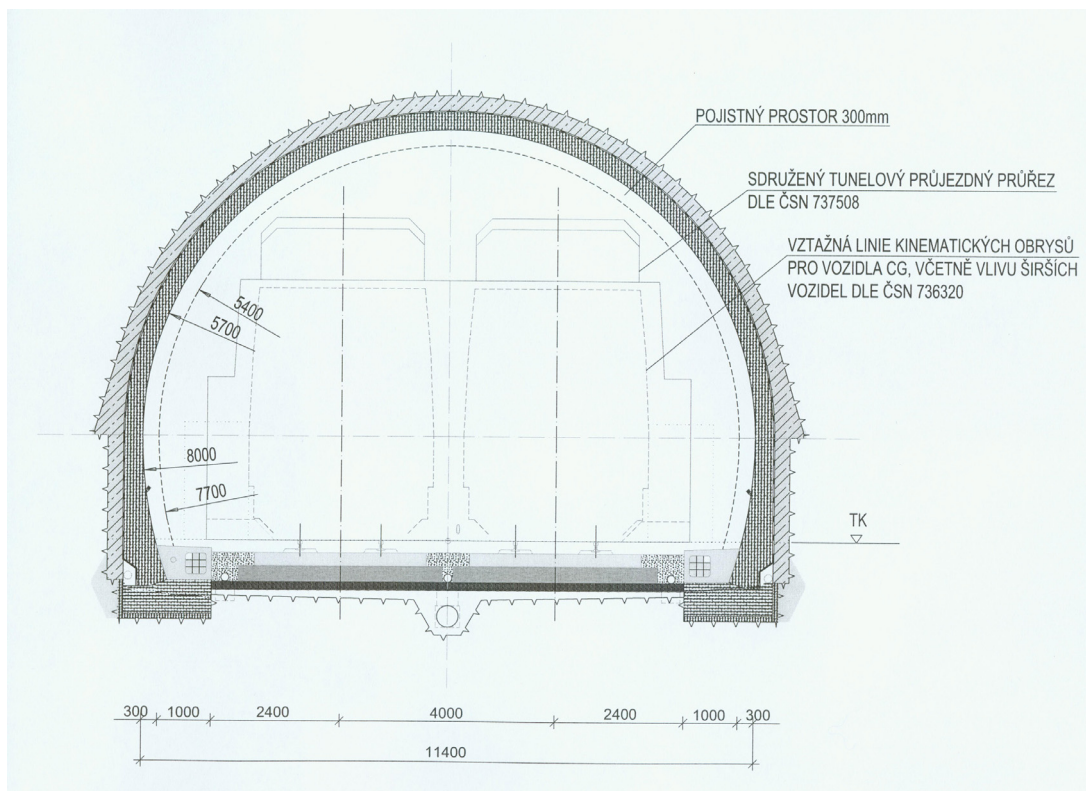 POJISTNÝ PROSTOR 300mm
SDRUŽENÝ TUNELOVÝ PRŮJEZDNÝ PRŮŘEZ
DLE ČSN 737508
VZTAŽNÁ LINIE KINEMATICKÝCH OBRYSŮ
PRO VOZIDLA CG, VČETNĚ VLIVU ŠIRŠÍCH
VOZIDEL DLE ČSN 736320
5400
5700
8000
7700
TK
300 1000 2400 4000 2400 1000 300
11400